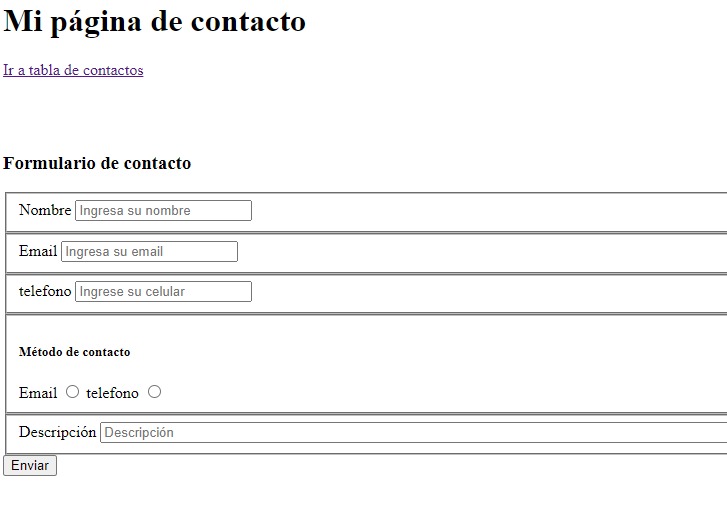 Mi página de contacto
Ir a tabla de contactos
Formulario de contacto
Nombre Ingresa su nombre
Email Ingresa su email
telefono Ingrese su celular
Método de contacto
Email telefono
Descripción Descripción
Enviar